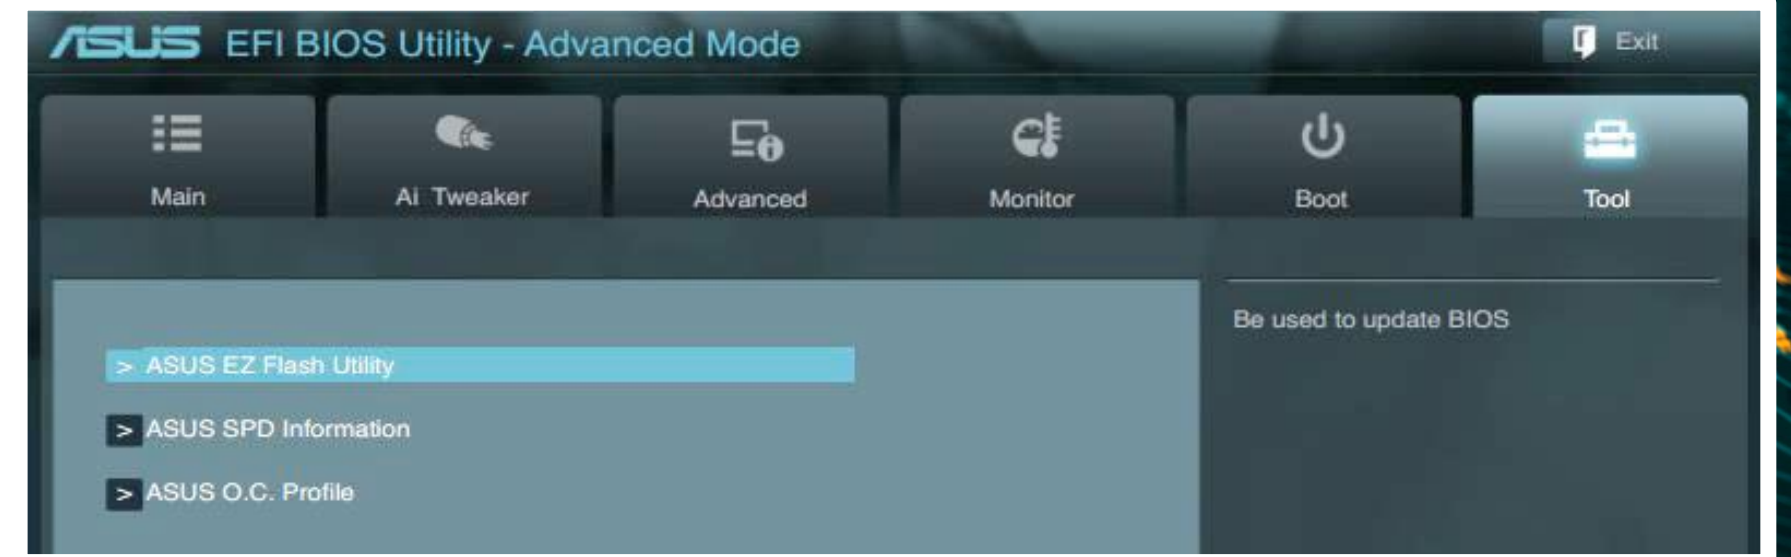 ASUS EFI BIOS Utility - Advanced Mode
Exit
Main
Ai Tweaker
Advanced
Monitor
Boot
Tool
Be used to update BIOS
> ASUS EZ Flash Utility
> ASUS SPD Information
> ASUS O.C. Profile